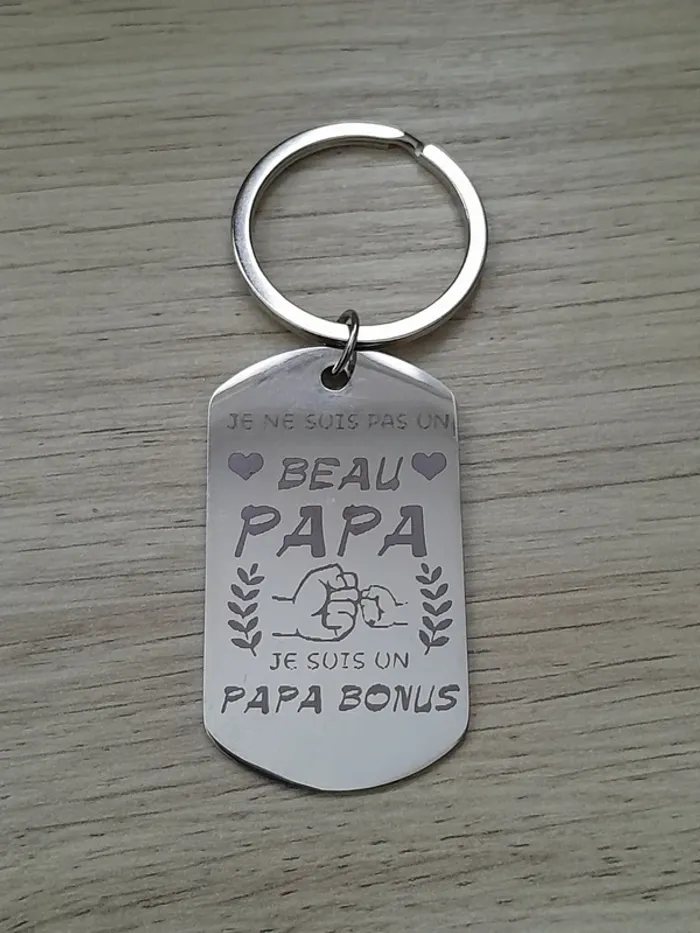 JE NE SUIS PAS UN
BEAU
PAPA
JE SUIS UN
PAPA BONUS